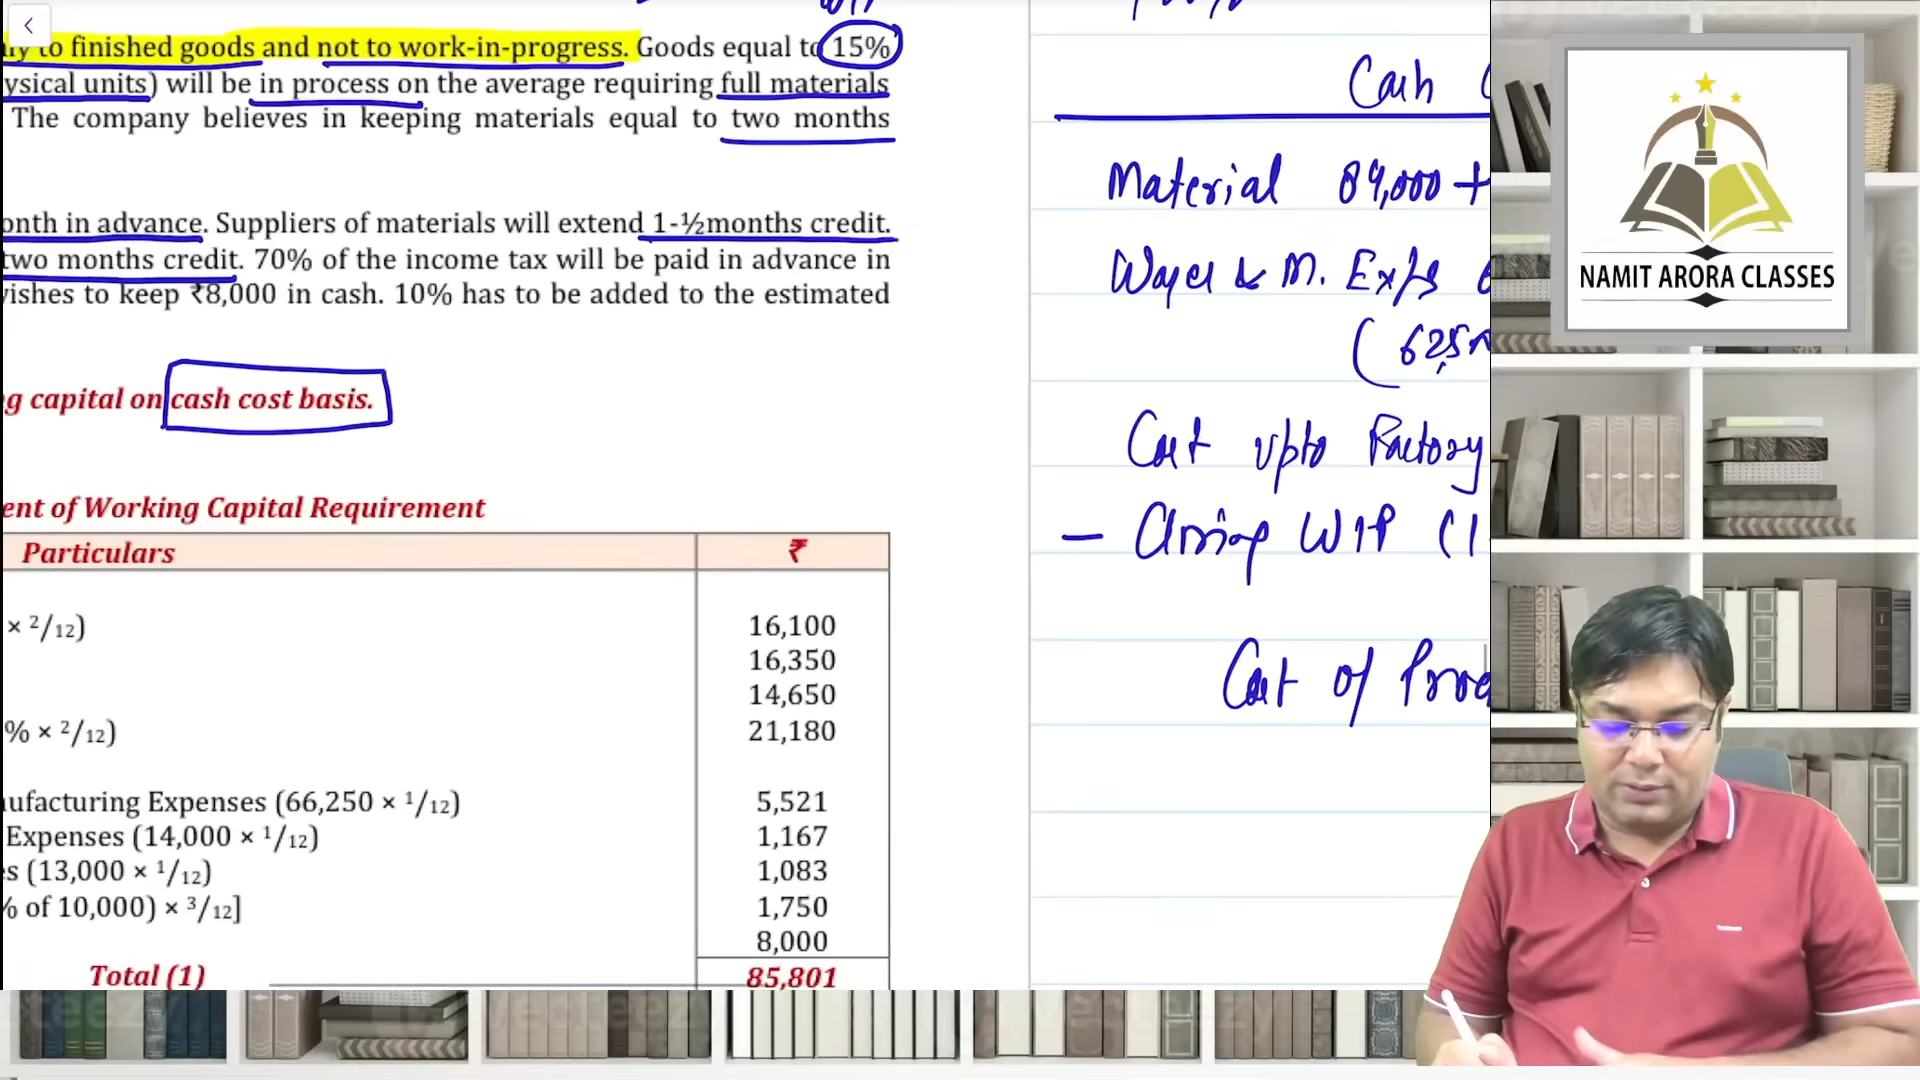 to finished goods and not to work-in-progress. Goods equal to 15%
ysical units) will be in process on the average requiring full materials
The company believes in keeping materials equal to two months
onth in advance. Suppliers of materials will extend 1-½months credit.
two months credit. 70% of the income tax will be paid in advance in
ishes to keep ₹8,000 in cash. 10% has to be added to the estimated
g capital on cash cost basis.
ent of Working Capital Requirement
Particulars ₹
× 2/12) 16,100
16,350
14,650
% × 2/12) 21,180
ufacturing Expenses (66,250 × 1/12) 5,521
Expenses (14,000 × 1/12) 1,167
s (13,000 × 1/12) 1,083
% of 10,000) × 3/12] 1,750
8,000
Total (1) 85,801
Cash
Material 84,000 +
Wages & M. Exps
(625
Cost upto Factory
— Closing WIP (1
Cost of Prod
NAMIT ARORA CLASSES